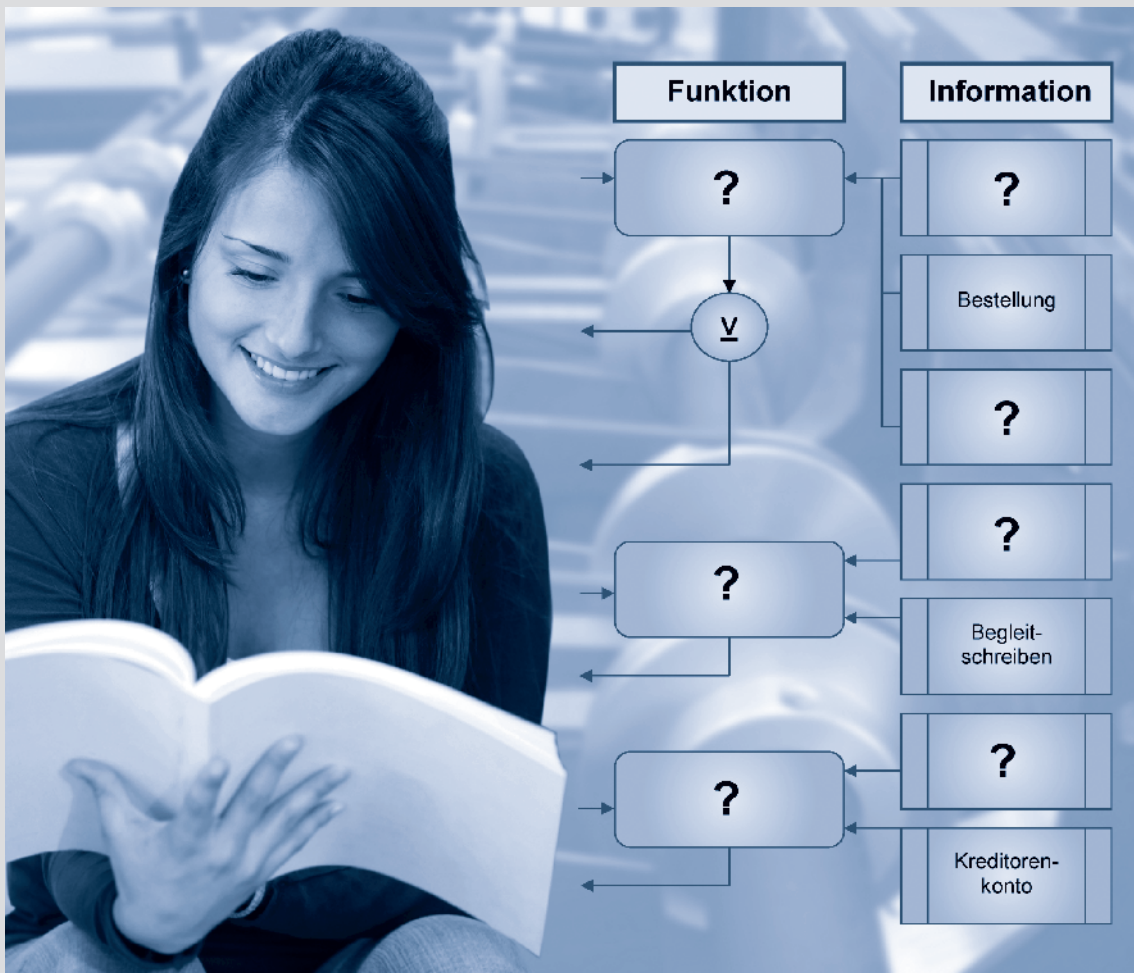 Funktion
Information
?
?
Bestellung
v
?
?
?
Begleit-
schreiben
?
?
Kreditoren-
konto